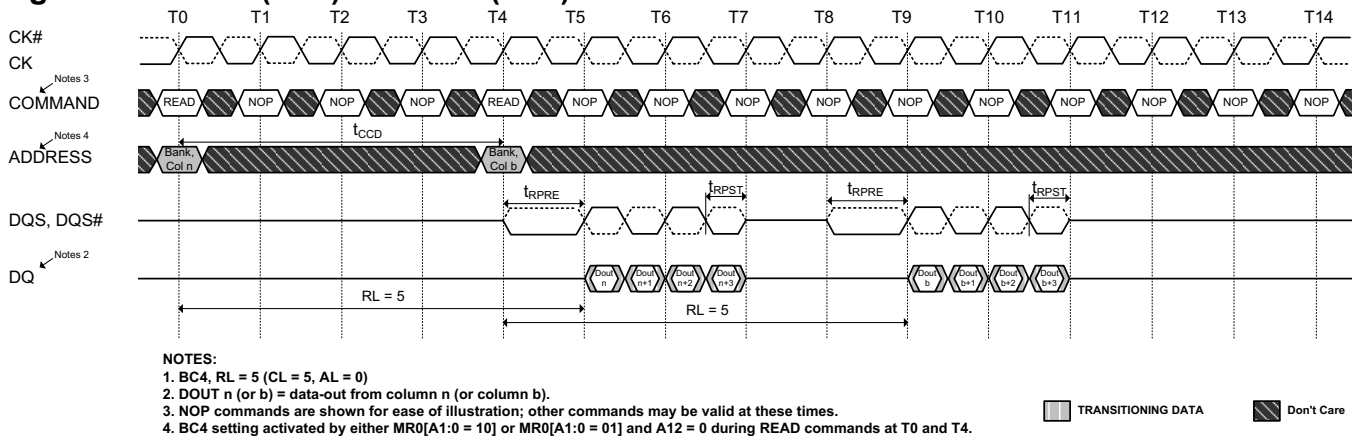 T0 T1 T2 T3 T4 T5 T6 T7 T8 T9 T10 T11 T12 T13 T14
CK#
CK
Notes 3
COMMAND READ NOP NOP NOP READ NOP NOP NOP NOP NOP NOP NOP NOP NOP NOP
tCCD
Notes 4
ADDRESS Bank, Col n Bank, Col b
tRPRE tRPST tRPRE tRPST
DQS, DQS#
Notes 2
DQ Dout n Dout n+1 Dout n+2 Dout n+3 Dout b Dout b+1 Dout b+2 Dout b+3
RL = 5
RL = 5
NOTES:
1. BC4, RL = 5 (CL = 5, AL = 0)
2. DOUT n (or b) = data-out from column n (or column b).
3. NOP commands are shown for ease of illustration; other commands may be valid at these times.
4. BC4 setting activated by either MR0[A1:0 = 10] or MR0[A1:0 = 01] and A12 = 0 during READ commands at T0 and T4.
TRANSITIONING DATA Don't Care